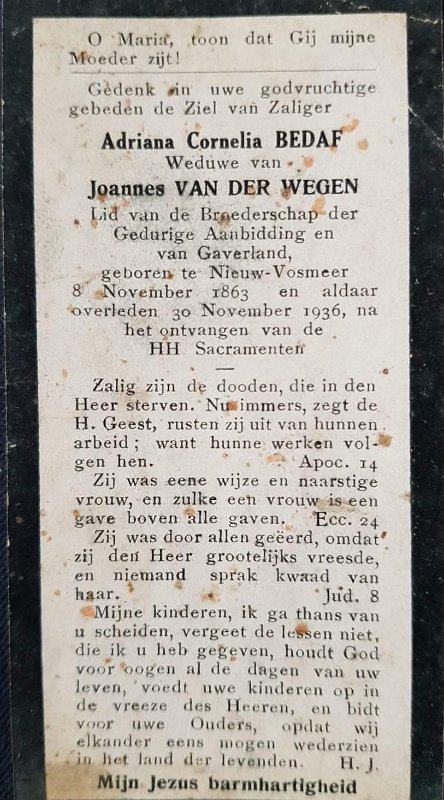 O Maria, toon dat Gij mijne
Moeder zijt!
Gedenk in uwe godvruchtige
gebeden de Ziel van Zaliger
Adriana Cornelia BEDAF
Weduwe van
Joannes VAN DER WEGEN
Lid van de Broederschap der
Gedurige Aanbidding en
van Gaverland,
geboren te Nieuw-Vosmeer
8 November 1863 en aldaar
overleden 30 November 1936, na
het ontvangen van de
HH. Sacramenten
—
Zalig zijn de dooden, die in den
Heer sterven. Nu immers, zegt de
H. Geest, rusten zij uit van hunnen
arbeid; want hunne werken vol-
gen hen. Apoc. 14
Zij was eene wijze en naarstige
vrouw, en zulke een vrouw is een
gave boven alle gaven. Ecc. 24
Zij was door allen geëerd, omdat
zij den Heer grootelijks vreesde,
en niemand sprak kwaad van
haar. Jud. 8
Mijne kinderen, ik ga thans van
u scheiden, vergeet de lessen niet,
die ik u heb gegeven, houdt God
voor oogen al de dagen van uw
leven, voedt uwe kinderen op in
de vreeze des Heeren, en bidt
voor uwe Ouders, opdat wij
elkander eens mogen wederzien
in het land der levenden. H. J.
Mijn Jezus barmhartigheid